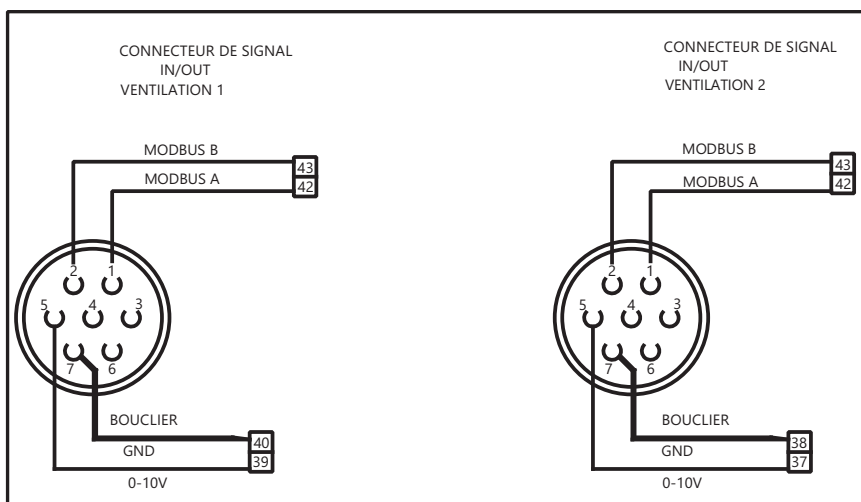 CONNECTEUR DE SIGNAL
IN/OUT
VENTILATION 1
MODBUS B
43
MODBUS A
42
2
1
5
4
3
7
6
BOUCLIER
40
GND
39
0-10V
CONNECTEUR DE SIGNAL
IN/OUT
VENTILATION 2
MODBUS B
43
MODBUS A
42
2
1
5
4
3
7
6
BOUCLIER
38
GND
37
0-10V